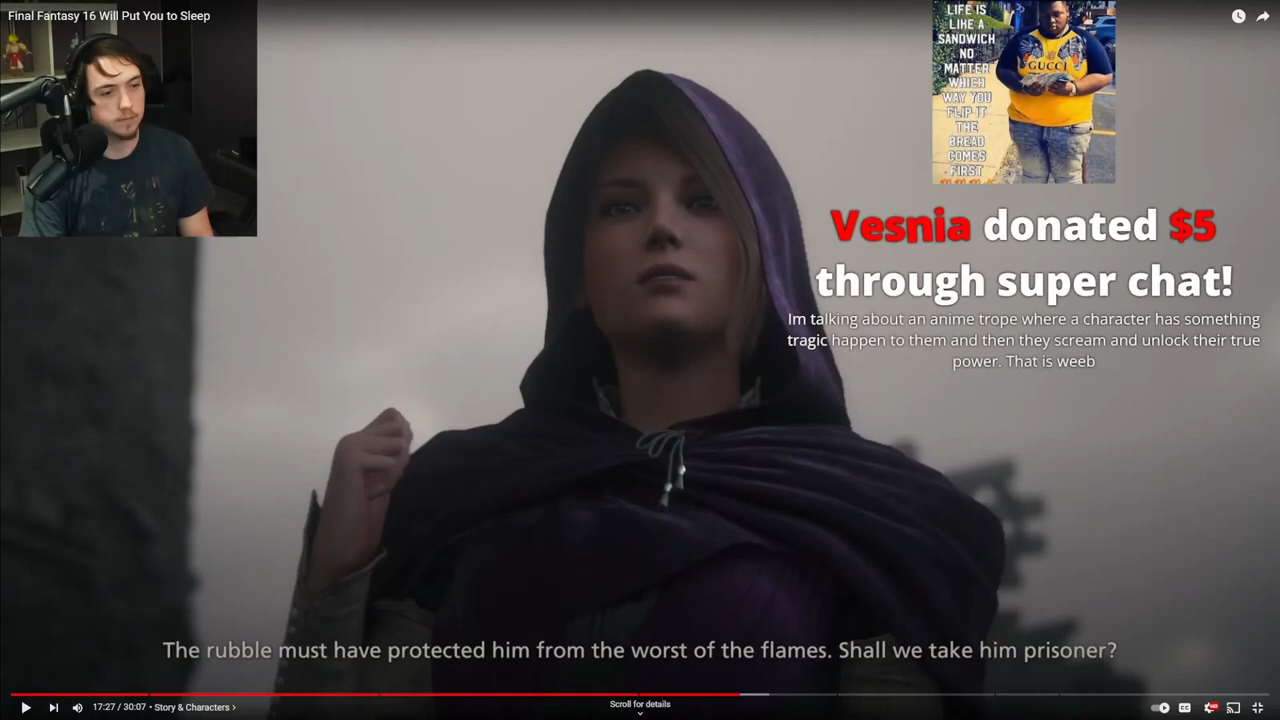 Final Fantasy 16 Will Put You to Sleep
LIFE IS
LIKE A
SANDWICH
NO
MATTER
WHICH
WAY YOU
FLIP IT
THE
BREAD
COMES
FIRST
GUCCI
Vesnia donated $5
through super chat!
Im talking about an anime trope where a character has something
tragic happen to them and then they scream and unlock their true
power. That is weeb
The rubble must have protected him from the worst of the flames. Shall we take him prisoner?
17:27 / 30:07 • Story & Characters ›
Scroll for details
CC
HD